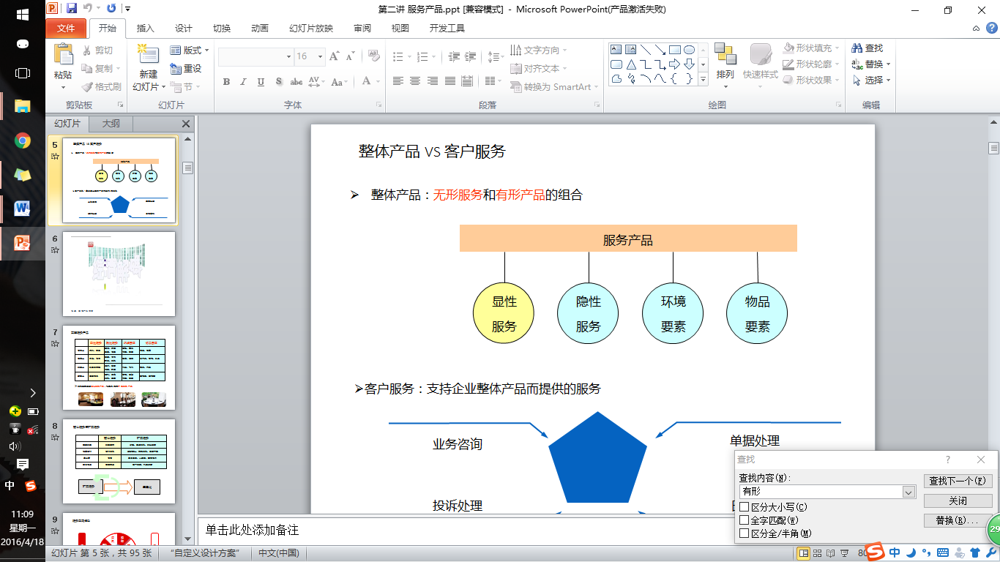 第二讲 服务产品.ppt [兼容模式] - Microsoft PowerPoint(产品激活失败)
文件 开始 插入 设计 切换 动画 幻灯片放映 审阅 视图 开发工具
粘贴
剪切
复制
格式刷
剪贴板
新建
幻灯片
版式
重设
节
幻灯片
16
B I U S abc AV Aa A
字体
文字方向
对齐文本
转换为 SmartArt
段落
排列
快速样式
形状填充
形状轮廓
形状效果
绘图
查找
替换
选择
编辑
幻灯片 大纲
5
6
7
8
9
整体产品 VS 客户服务
整体产品：无形服务和有形产品的组合
服务产品
显性
服务
隐性
服务
环境
要素
物品
要素
客户服务：支持企业整体产品而提供的服务
业务咨询
单据处理
投诉处理
查找
查找内容(N):
有形
区分大小写(C)
全字匹配(W)
区分全/半角(M)
查找下一个(F)
关闭
替换(R)...
29
单击此处添加备注
幻灯片 第 5 张，共 95 张
“自定义设计方案”
中文(中国)
80
中
中
11:09
星期一
2016/4/18